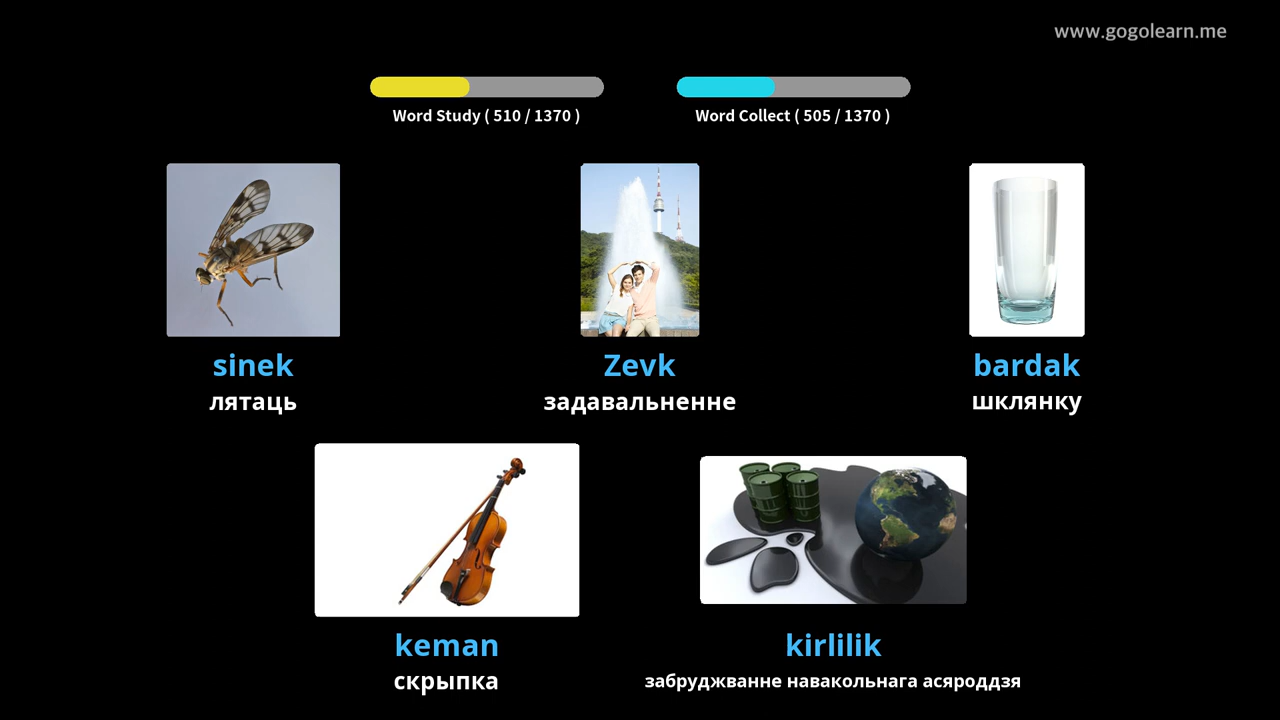 www.gogolearn.me
Word Study ( 510 / 1370 )
Word Collect ( 505 / 1370 )
sinek
лятаць
Zevk
задавальненне
bardak
шклянку
keman
скрыпка
kirlilik
забруджванне навакольнага асяроддзя